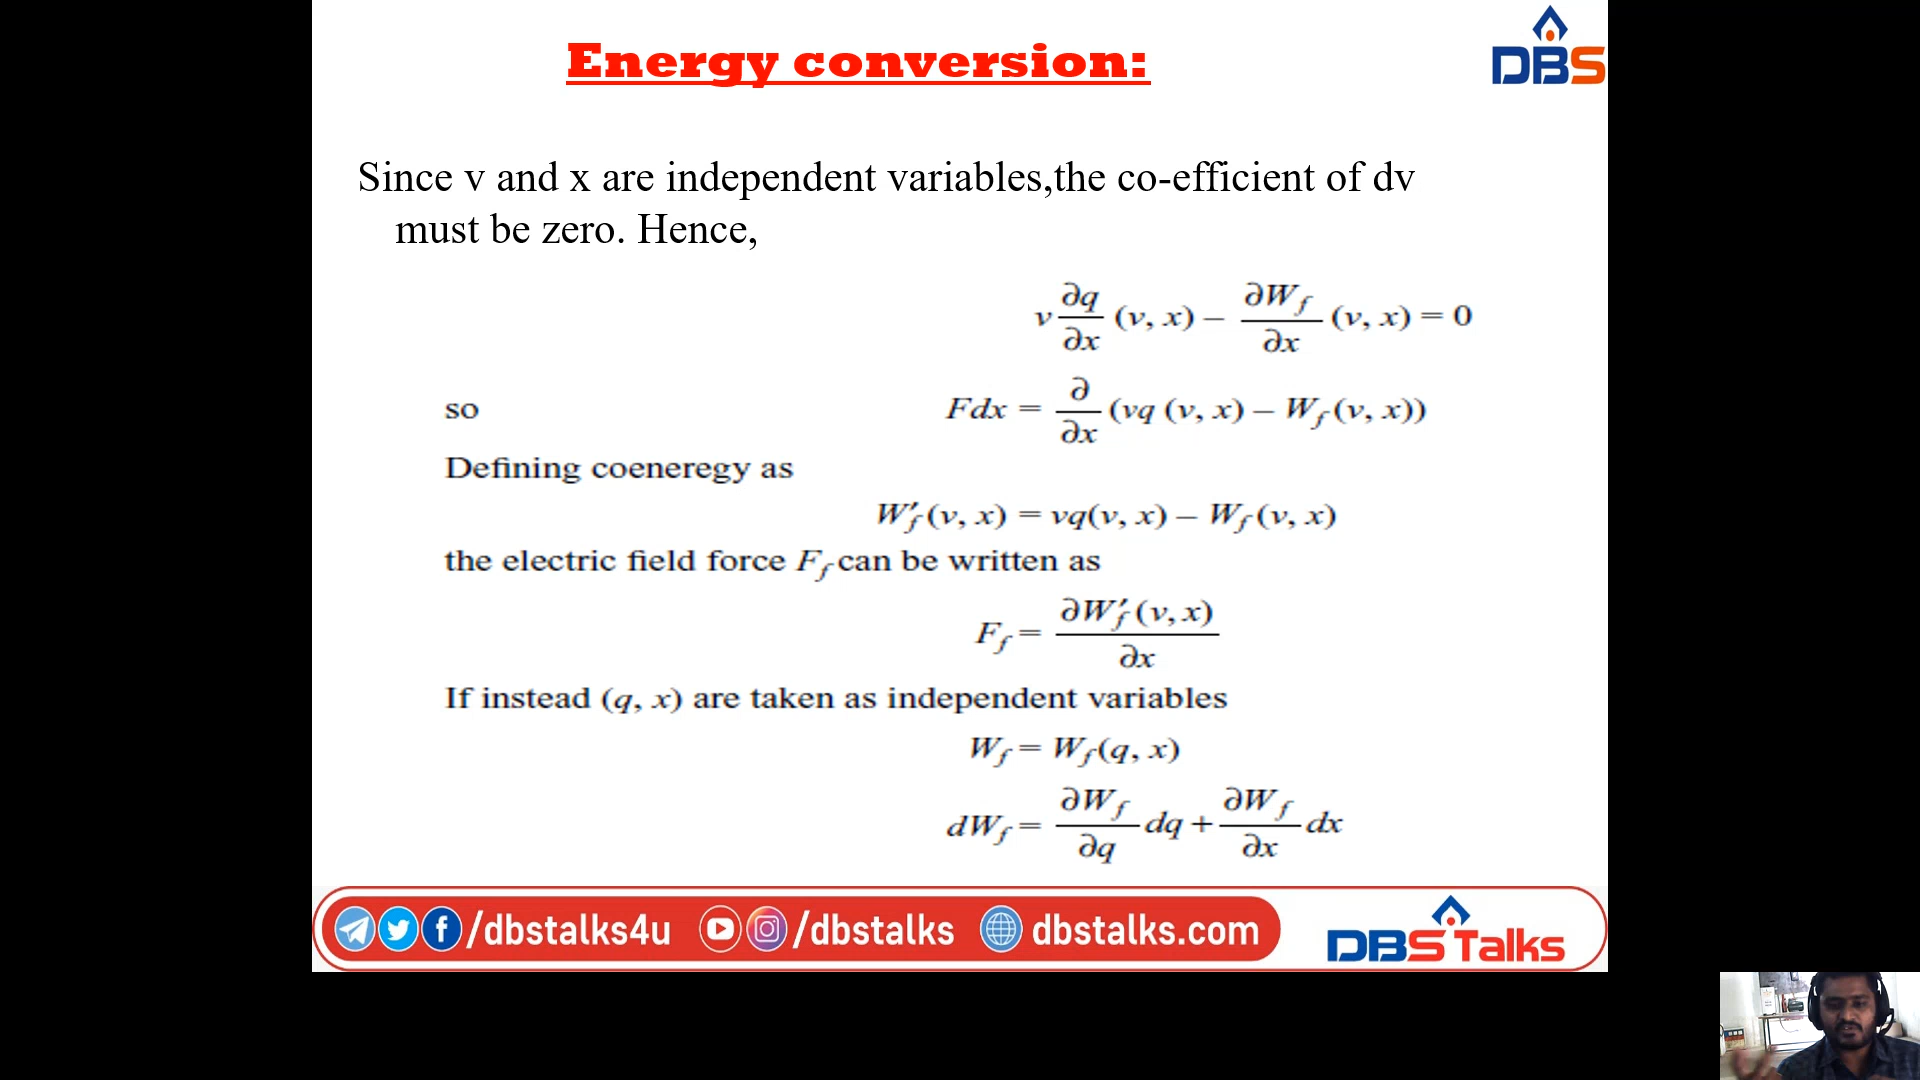 Energy conversion:
DBS
Since v and x are independent variables,the co-efficient of dv
must be zero. Hence,
v ∂q/∂x (v, x) – ∂W_f/∂x (v, x) = 0
so Fdx = ∂/∂x (vq (v, x) – W_f (v, x))
Defining coeneregy as
W′_f (v, x) = vq(v, x) – W_f (v, x)
the electric field force F_f can be written as
F_f = ∂W′_f (v, x)/∂x
If instead (q, x) are taken as independent variables
W_f = W_f (q, x)
dW_f = ∂W_f/∂q dq + ∂W_f/∂x dx
/dbstalks4u /dbstalks dbstalks.com DBS Talks